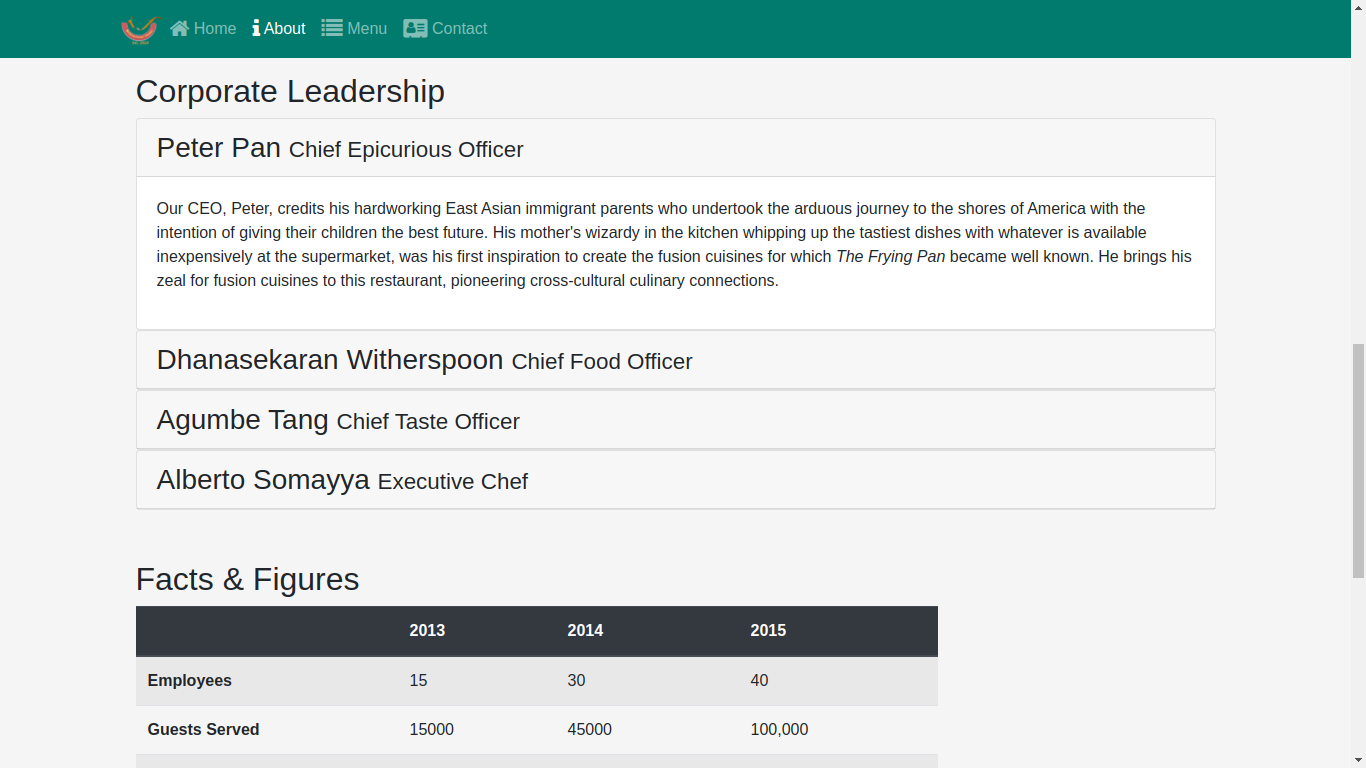 Home About Menu Contact
Corporate Leadership
Peter Pan Chief Epicurious Officer
Our CEO, Peter, credits his hardworking East Asian immigrant parents who undertook the arduous journey to the shores of America with the
intention of giving their children the best future. His mother's wizardy in the kitchen whipping up the tastiest dishes with whatever is available
inexpensively at the supermarket, was his first inspiration to create the fusion cuisines for which The Frying Pan became well known. He brings his
zeal for fusion cuisines to this restaurant, pioneering cross-cultural culinary connections.
Dhanasekaran Witherspoon Chief Food Officer
Agumbe Tang Chief Taste Officer
Alberto Somayya Executive Chef
Facts & Figures
2013 2014 2015
Employees 15 30 40
Guests Served 15000 45000 100,000